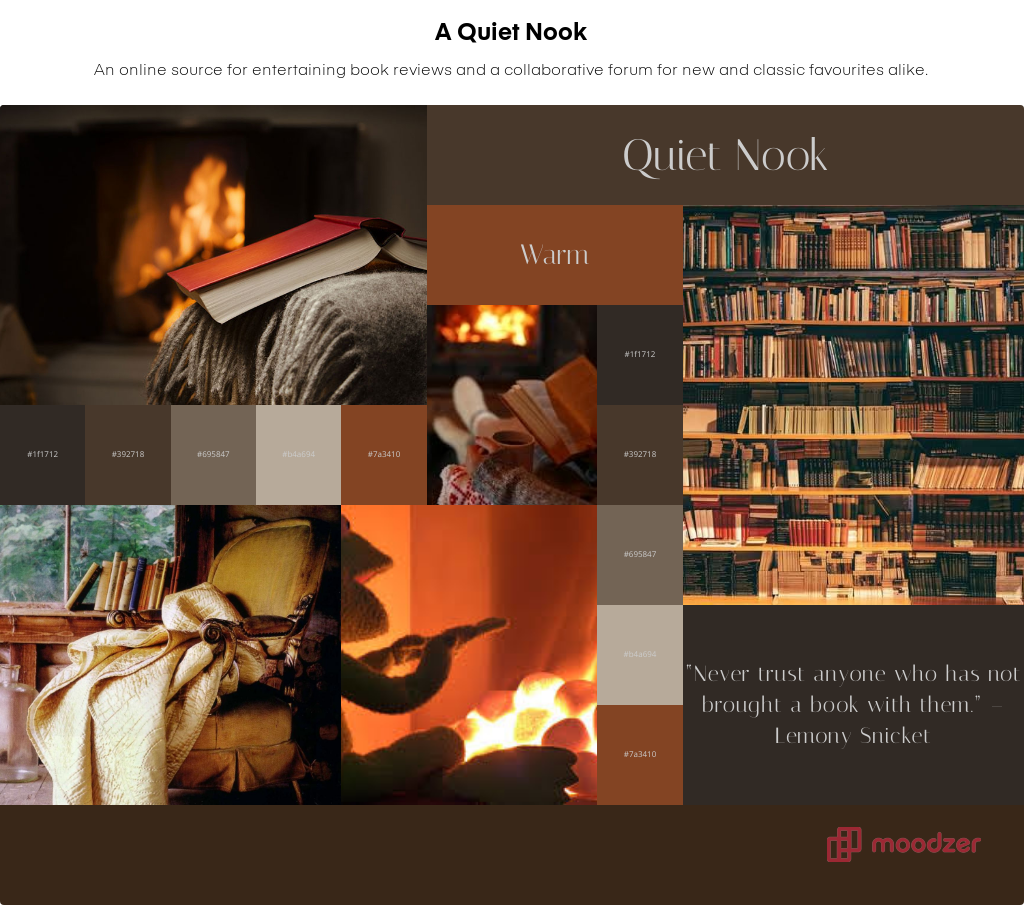 A Quiet Nook
An online source for entertaining book reviews and a collaborative forum for new and classic favourites alike.
Quiet Nook
Warm
#1f1712
#1f1712
#392718
#695847
#b4a694
#7a3410
#392718
#695847
#b4a694
#7a3410
"Never trust anyone who has not
brought a book with them." –
Lemony Snicket
moodzer